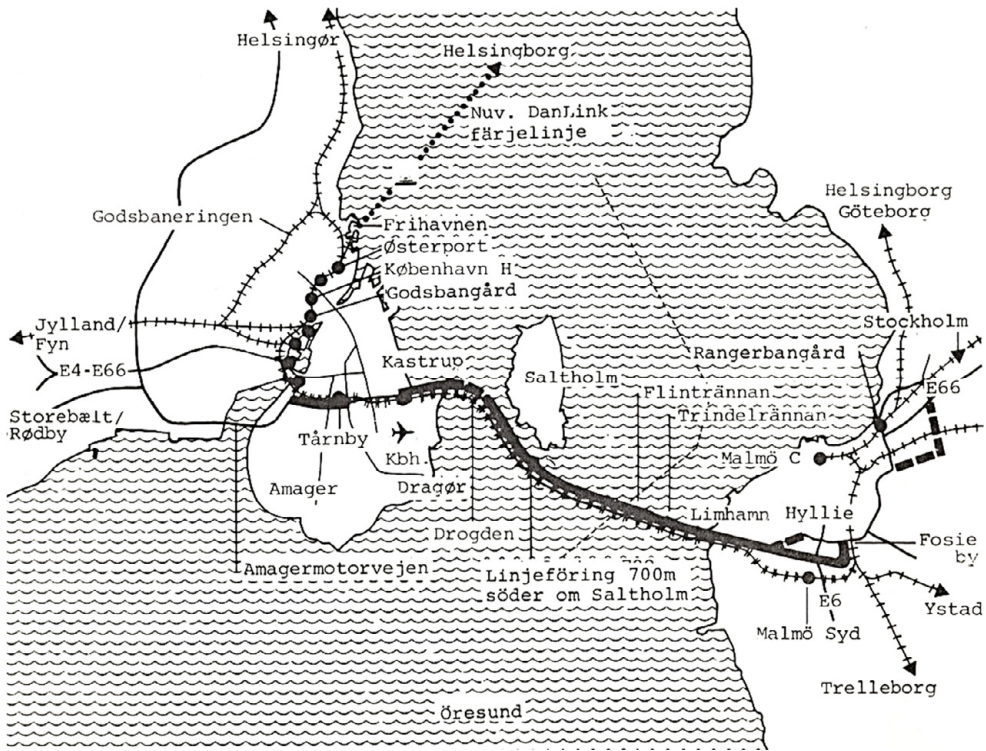 Helsingør
Helsingborg
Nuv. DanLink
färjelinje
Godsbaneringen
Frihavnen
Østerport
København H
Godsbangård
Helsingborg
Göteborg
Jylland/
Fyn
E4-E66
Storebælt/
Rødby
Kastrup
Saltholm
Stockholm
Rangerbangård
E66
Flintrännan
Trindelrännan
Tårnby
Kbh.
Malmö C
Amager
Dragør
Limhamn
Hyllie
Drogden
Fosie
by
Amagermotorvejen
Linjeföring 700m
söder om Saltholm
E6
Ystad
Malmö Syd
Trelleborg
Öresund